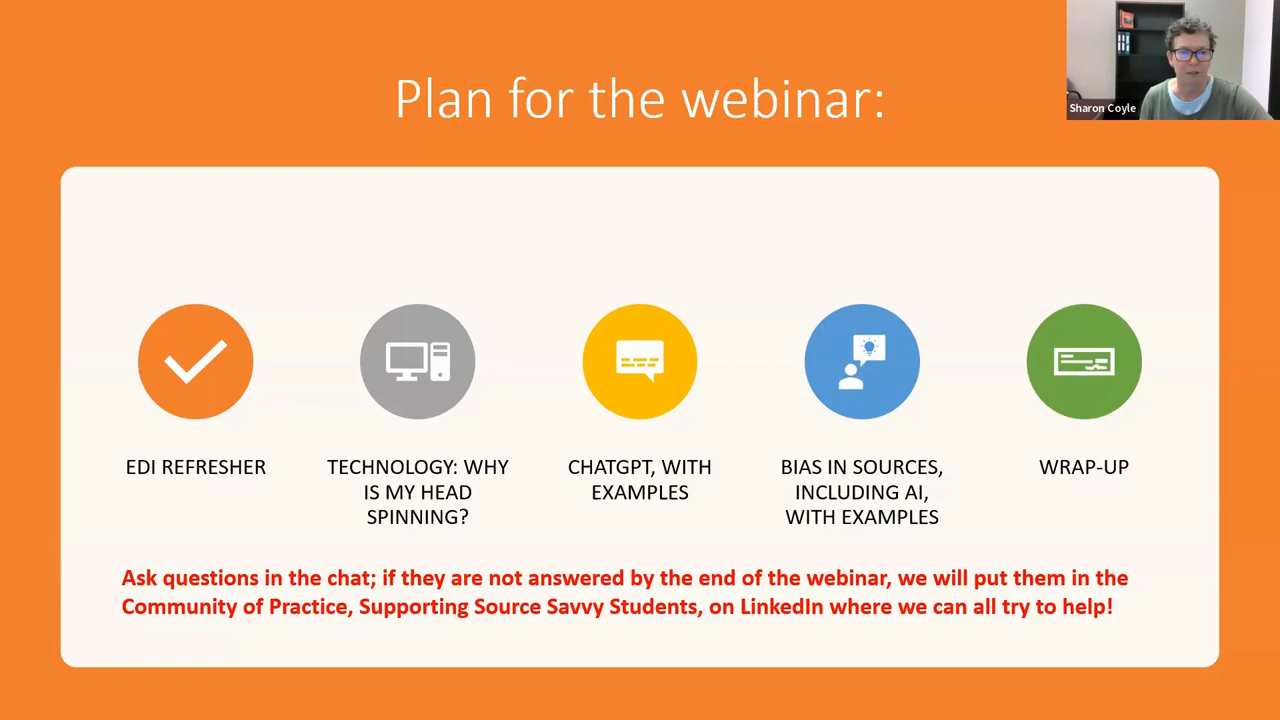 Plan for the webinar:
Sharon Coyle
EDI REFRESHER
TECHNOLOGY: WHY
IS MY HEAD
SPINNING?
CHATGPT, WITH
EXAMPLES
BIAS IN SOURCES,
INCLUDING AI,
WITH EXAMPLES
WRAP-UP
Ask questions in the chat; if they are not answered by the end of the webinar, we will put them in the
Community of Practice, Supporting Source Savvy Students, on LinkedIn where we can all try to help!